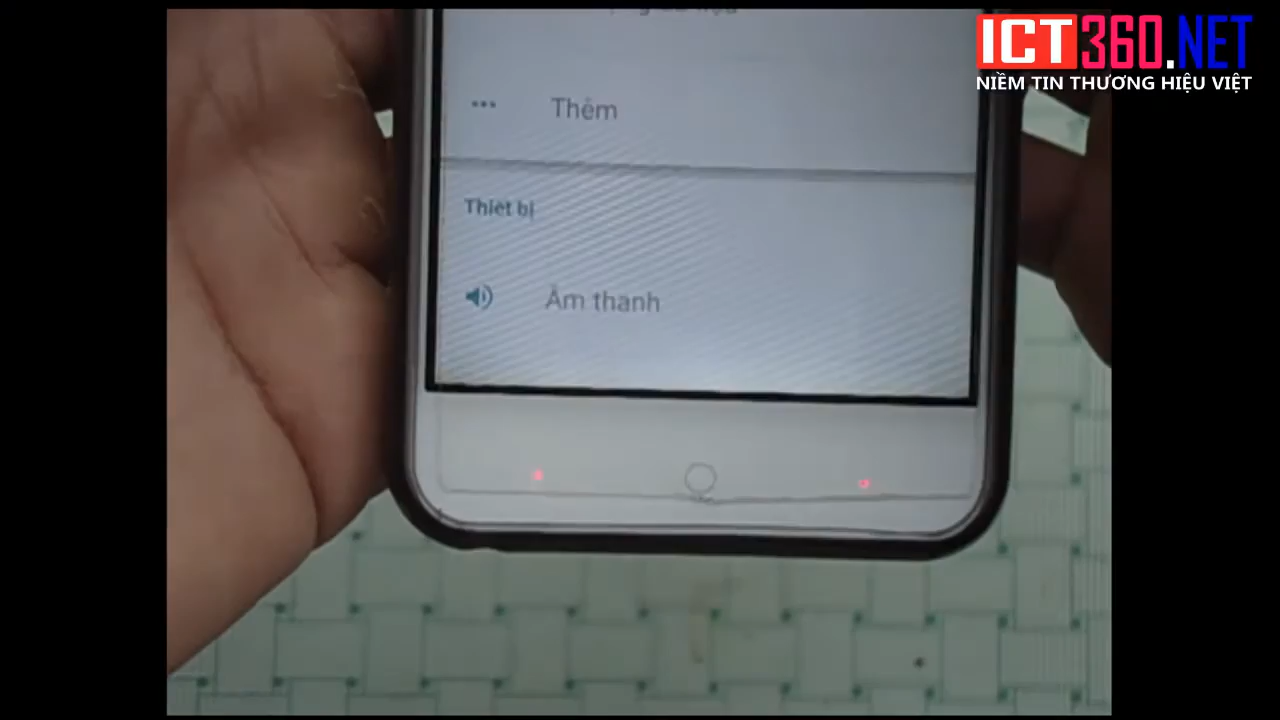 ICT360.NET
NIỀM TIN THƯƠNG HIỆU VIỆT
Thêm
Thiết bị
Âm thanh